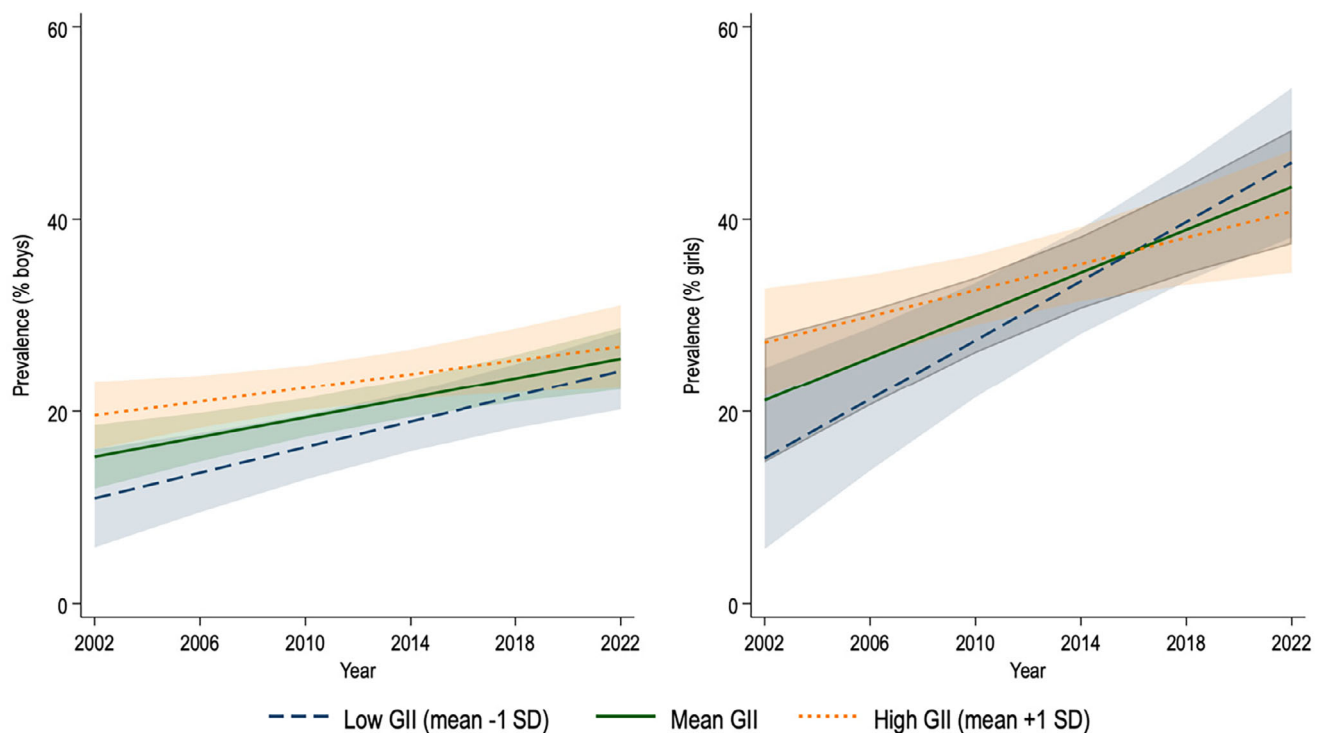 Prevalence (% boys)
60
40
20
0
2002 2006 2010 2014 2018 2022
Year
Prevalence (% girls)
60
40
20
0
2002 2006 2010 2014 2018 2022
Year
Low GII (mean -1 SD) Mean GII High GII (mean +1 SD)